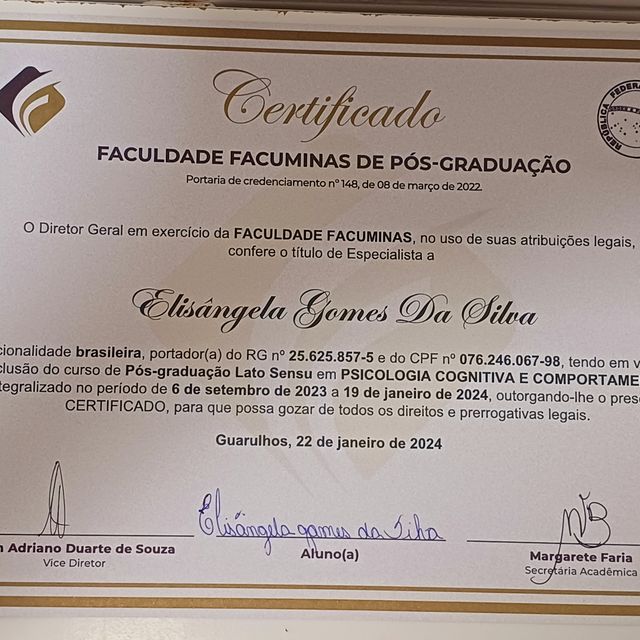 Certificado
REPÚBLICA FEDERA
FACULDADE FACUMINAS DE PÓS-GRADUAÇÃO
Portaria de credenciamento nº 148, de 08 de março de 2022.
O Diretor Geral em exercício da FACULDADE FACUMINAS, no uso de suas atribuições legais,
confere o título de Especialista a
Elisângela Gomes Da Silva
cionalidade brasileira, portador(a) do RG nº 25.625.857-5 e do CPF nº 076.246.067-98, tendo em v
clusão do curso de Pós-graduação Lato Sensu em PSICOLOGIA COGNITIVA E COMPORTAME
tegralizado no período de 6 de setembro de 2023 a 19 de janeiro de 2024, outorgando-lhe o prese
CERTIFICADO, para que possa gozar de todos os direitos e prerrogativas legais.
Guarulhos, 22 de janeiro de 2024
Elisângela gomes da Silva
n Adriano Duarte de Souza
Vice Diretor
Aluno(a)
Margarete Faria
Secretária Acadêmica